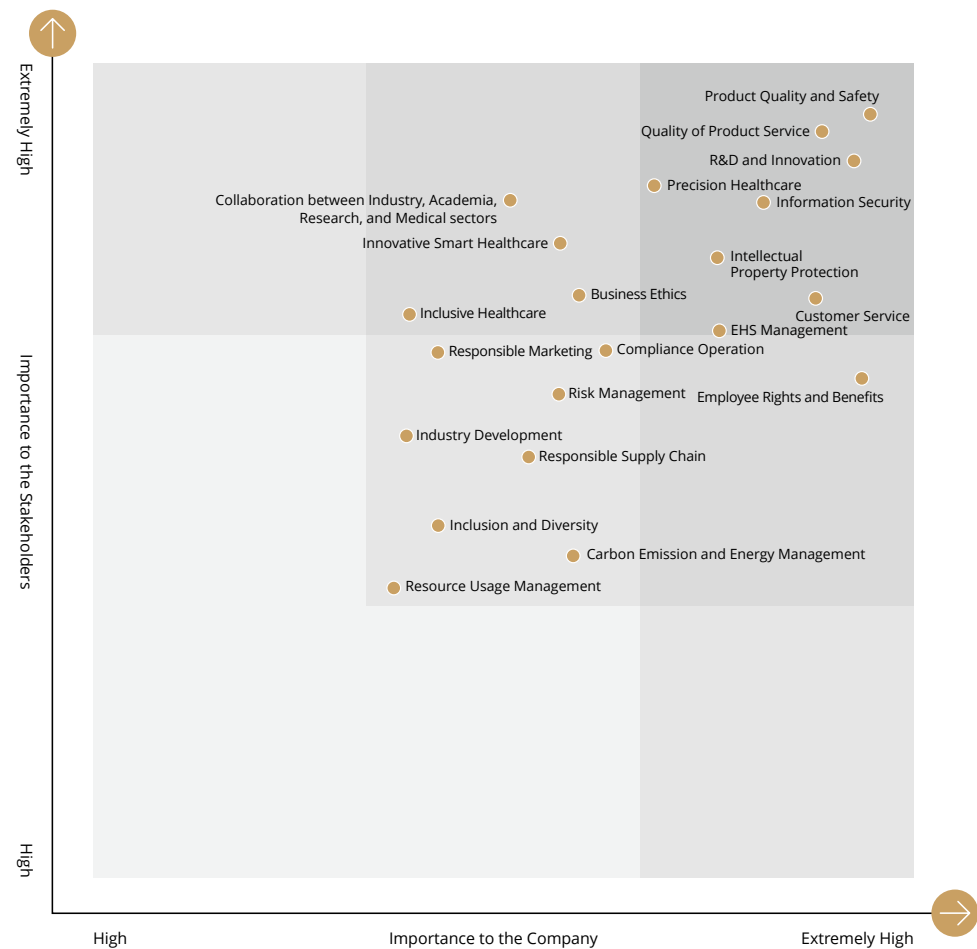 Extremely High
Importance to the Stakeholders
High
Product Quality and Safety
Quality of Product Service
R&D and Innovation
Precision Healthcare
Information Security
Collaboration between Industry, Academia,
Research, and Medical sectors
Innovative Smart Healthcare
Intellectual
Property Protection
Business Ethics
Customer Service
Inclusive Healthcare
EHS Management
Responsible Marketing
Compliance Operation
Risk Management
Employee Rights and Benefits
Industry Development
Responsible Supply Chain
Inclusion and Diversity
Carbon Emission and Energy Management
Resource Usage Management
High
Importance to the Company
Extremely High